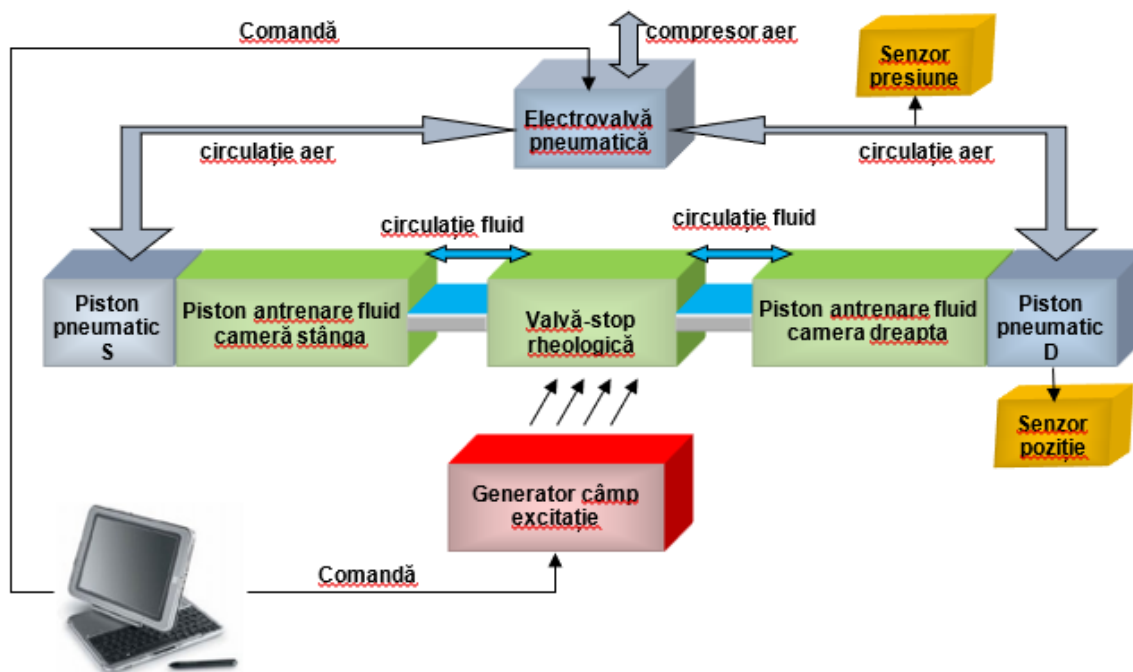 Comandă
compresor aer
Senzor
presiune
Electrovalvă
pneumatică
circulație aer
circulație aer
circulație fluid
circulație fluid
Piston
pneumatic
S
Piston antrenare fluid
cameră stânga
Valvă-stop
rheologică
Piston antrenare fluid
camera dreapta
Piston
pneumatic
D
Senzor
poziție
Generator câmp
excitație
Comandă